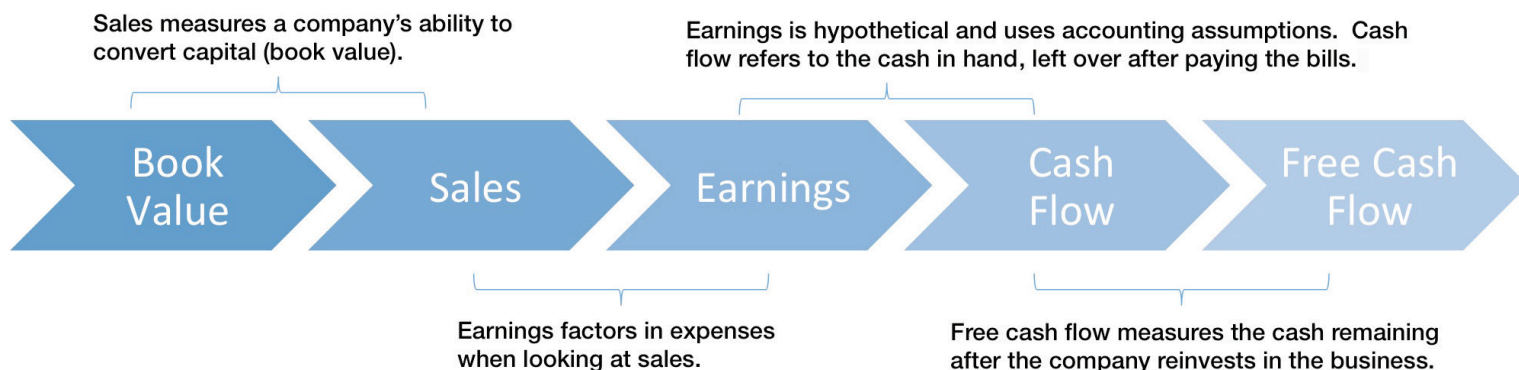 Sales measures a company’s ability to
convert capital (book value).
Earnings is hypothetical and uses accounting assumptions.  Cash
flow refers to the cash in hand, left over after paying the bills.
Book
Value
Sales
Earnings
Cash
Flow
Free Cash
Flow
Earnings factors in expenses
when looking at sales.
Free cash flow measures the cash remaining
after the company reinvests in the business.